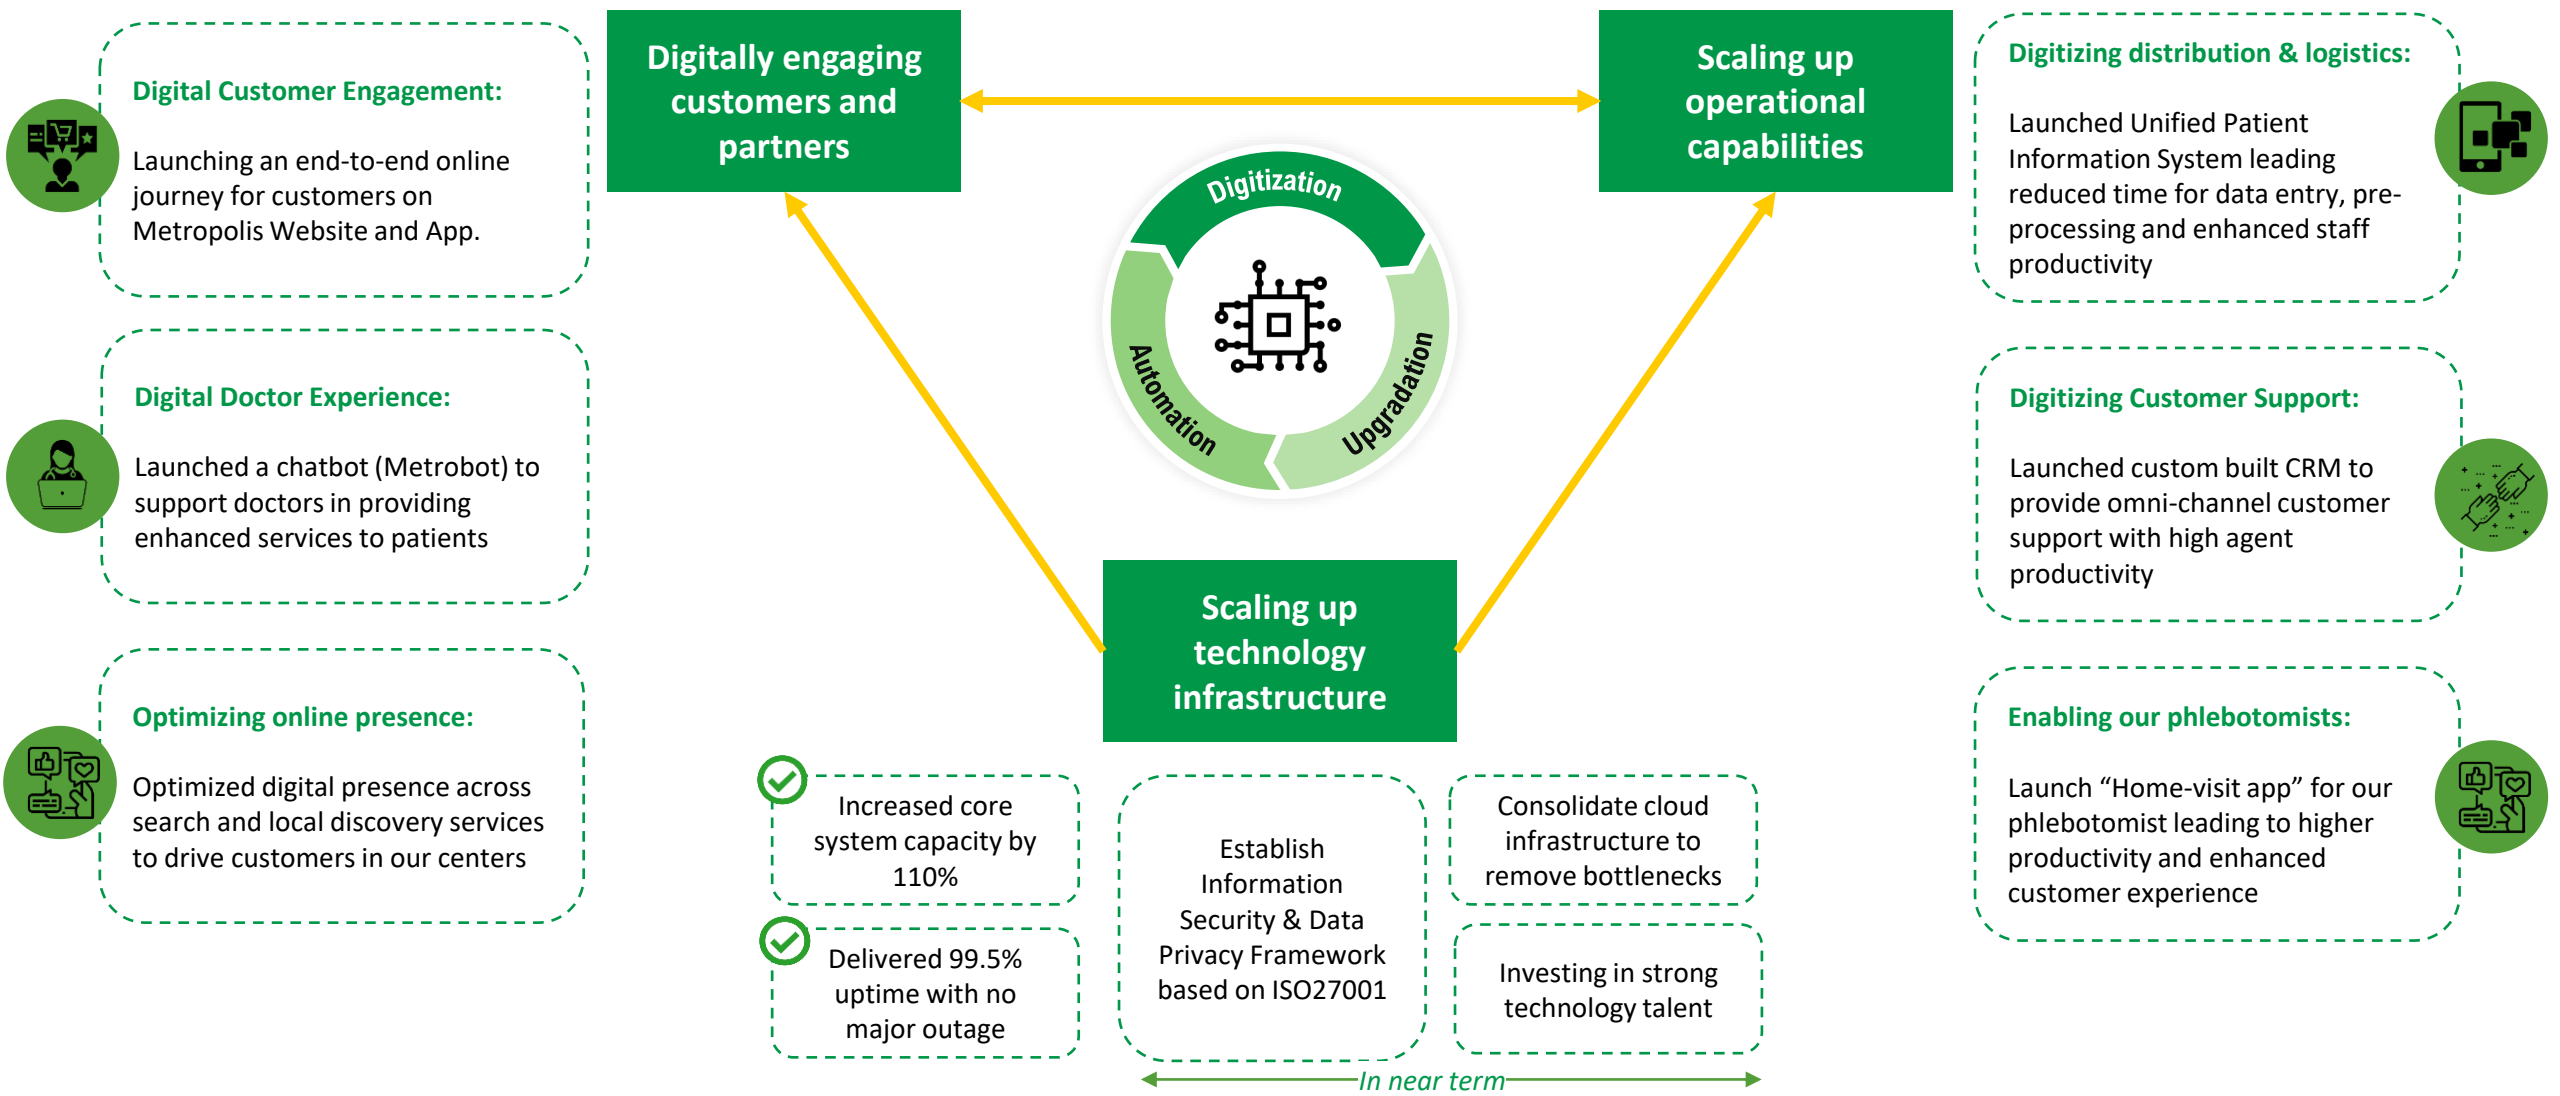 Digital Customer Engagement:
Launching an end-to-end online
journey for customers on
Metropolis Website and App.
Digital Doctor Experience:
Launched a chatbot (Metrobot) to
support doctors in providing
enhanced services to patients
Optimizing online presence:
Optimized digital presence across
search and local discovery services
to drive customers in our centers
Digitally engaging
customers and
partners
Scaling up
operational
capabilities
Digitization
Automation
Upgradation
Scaling up
technology
infrastructure
Increased core
system capacity by
110%
Delivered 99.5%
uptime with no
major outage
Establish
Information
Security & Data
Privacy Framework
based on ISO27001
Consolidate cloud
infrastructure to
remove bottlenecks
Investing in strong
technology talent
In near term
Digitizing distribution & logistics:
Launched Unified Patient
Information System leading
reduced time for data entry, pre-
processing and enhanced staff
productivity
Digitizing Customer Support:
Launched custom built CRM to
provide omni-channel customer
support with high agent
productivity
Enabling our phlebotomists:
Launch “Home-visit app” for our
phlebotomist leading to higher
productivity and enhanced
customer experience